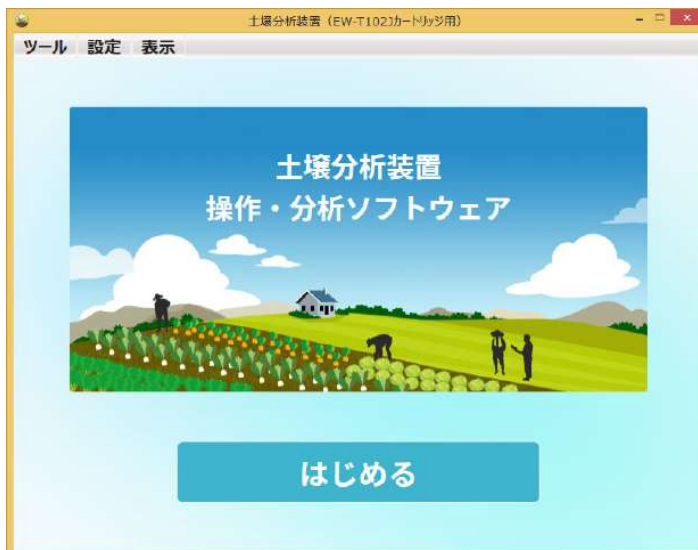 土壌分析装置（EW-T102Jカートリッジ用）
ツール 設定 表示
土壌分析装置
操作・分析ソフトウェア
はじめる